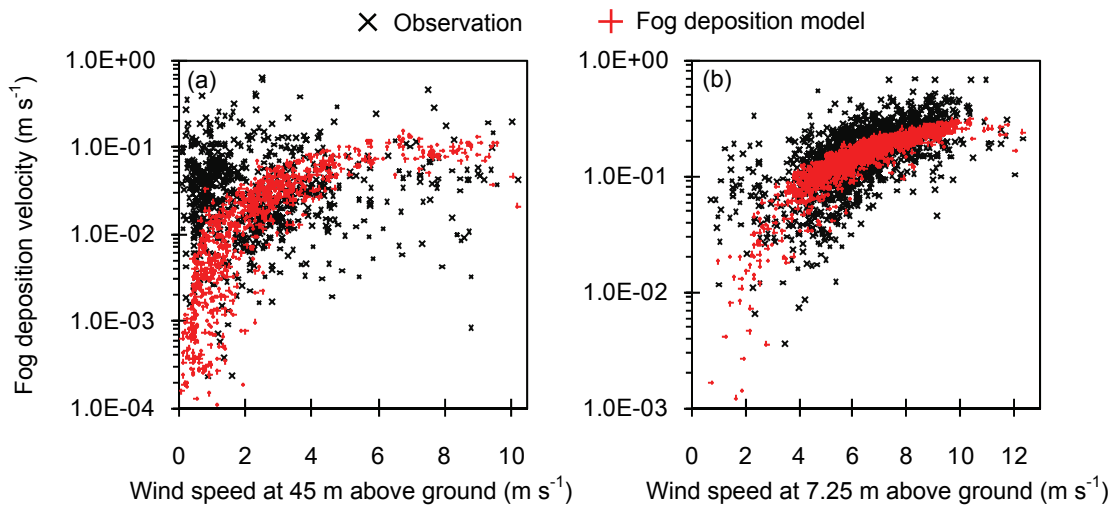 × Observation + Fog deposition model
Fog deposition velocity (m s⁻¹)
(a)
1.0E+00
1.0E-01
1.0E-02
1.0E-03
1.0E-04
0 2 4 6 8 10
Wind speed at 45 m above ground (m s⁻¹)
(b)
1.0E+00
1.0E-01
1.0E-02
1.0E-03
0 2 4 6 8 10 12
Wind speed at 7.25 m above ground (m s⁻¹)